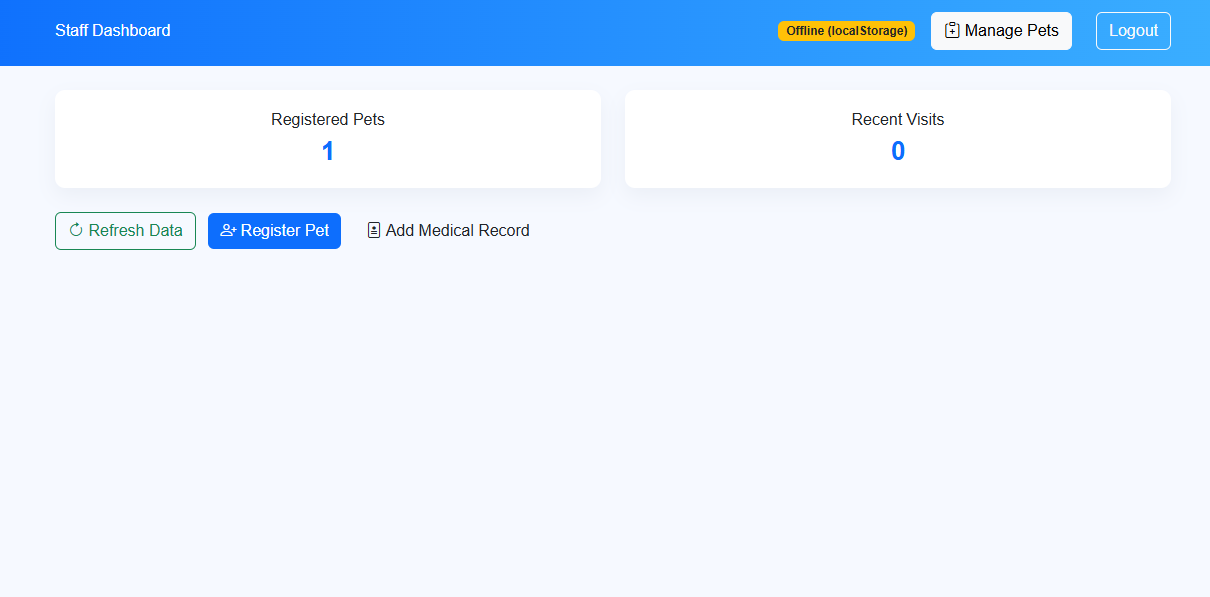 Staff Dashboard
Offline (localStorage)
Manage Pets
Logout
Registered Pets
1
Recent Visits
0
Refresh Data
Register Pet
Add Medical Record